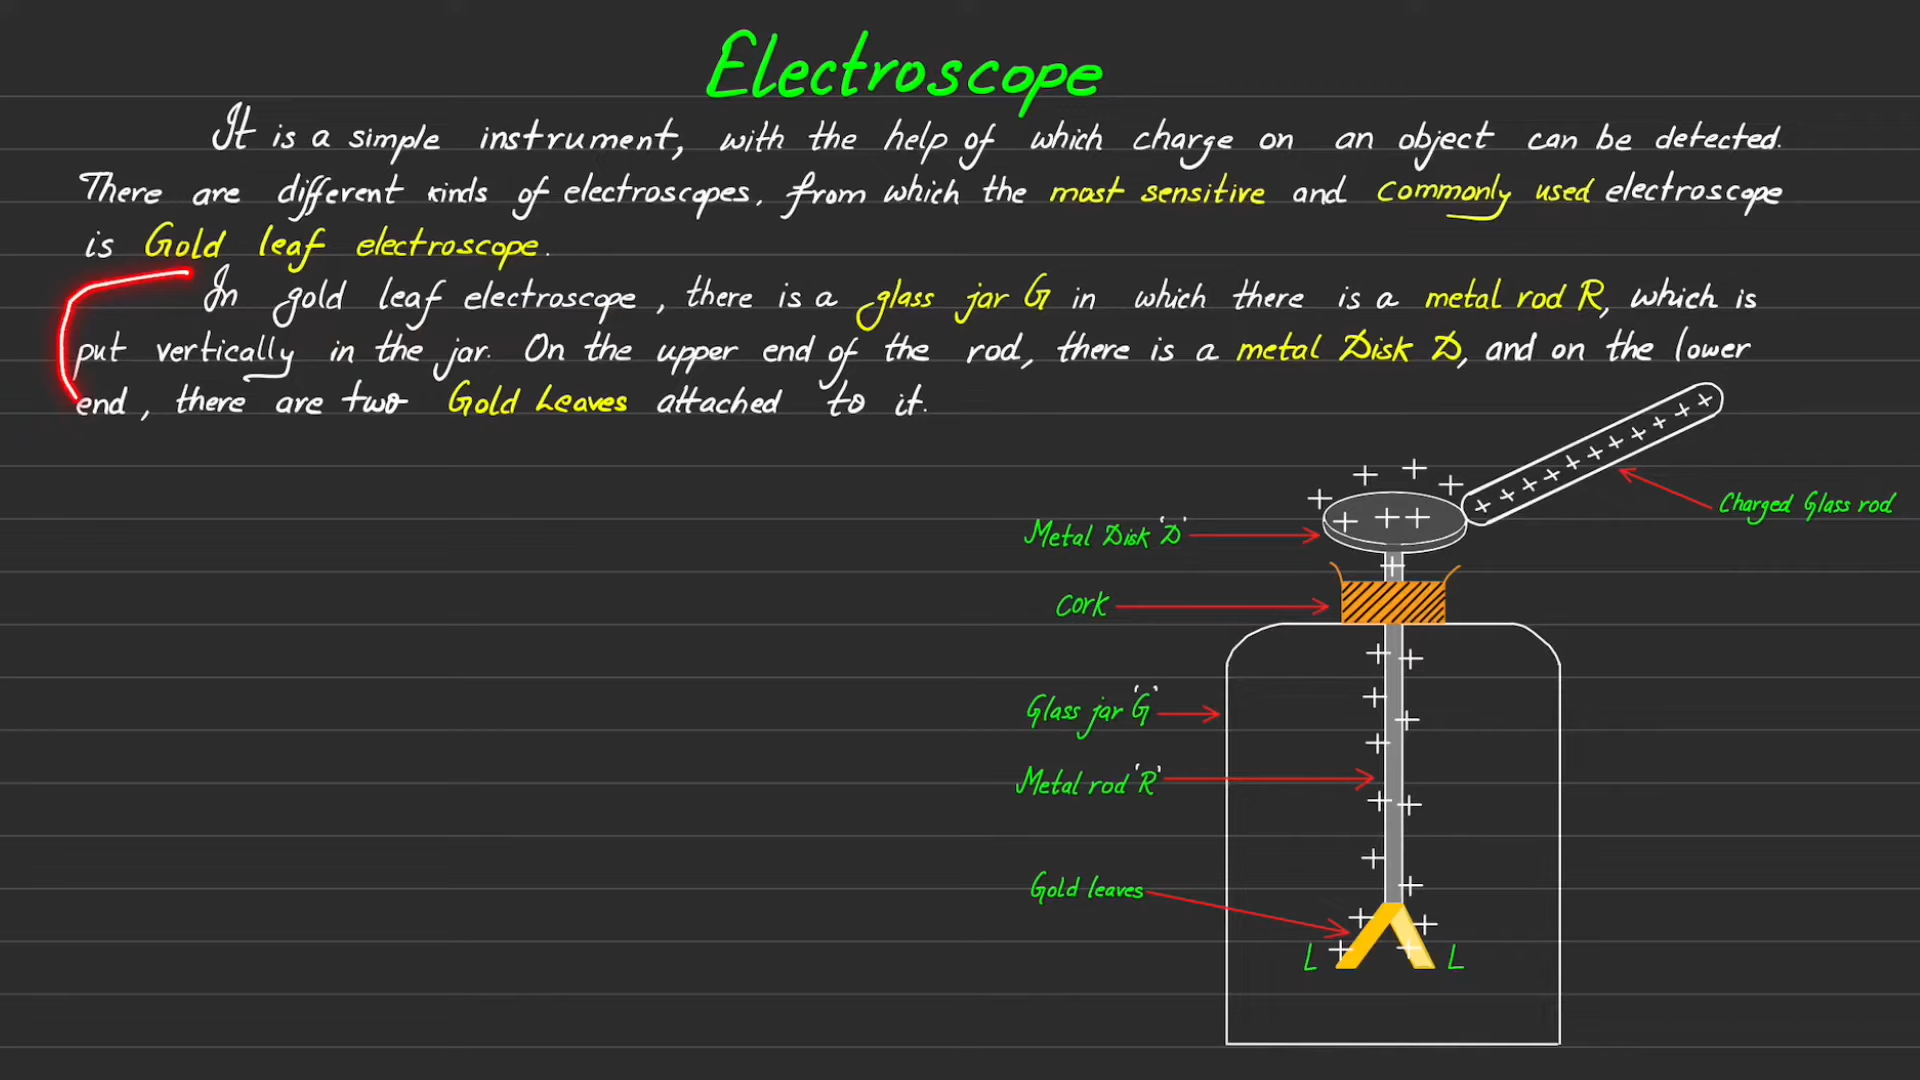 Electroscope
It is a simple instrument, with the help of which charge on an object can be detected.
There are different kinds of electroscopes, from which the most sensitive and commonly used electroscope
is Gold leaf electroscope.
In gold leaf electroscope, there is a glass jar G in which there is a metal rod R, which is
put vertically in the jar. On the upper end of the rod, there is a metal Disk D, and on the lower
end, there are two Gold Leaves attached to it.
Charged Glass rod
Metal Disk 'D'
Cork
Glass jar 'G'
Metal rod 'R'
Gold leaves
L L